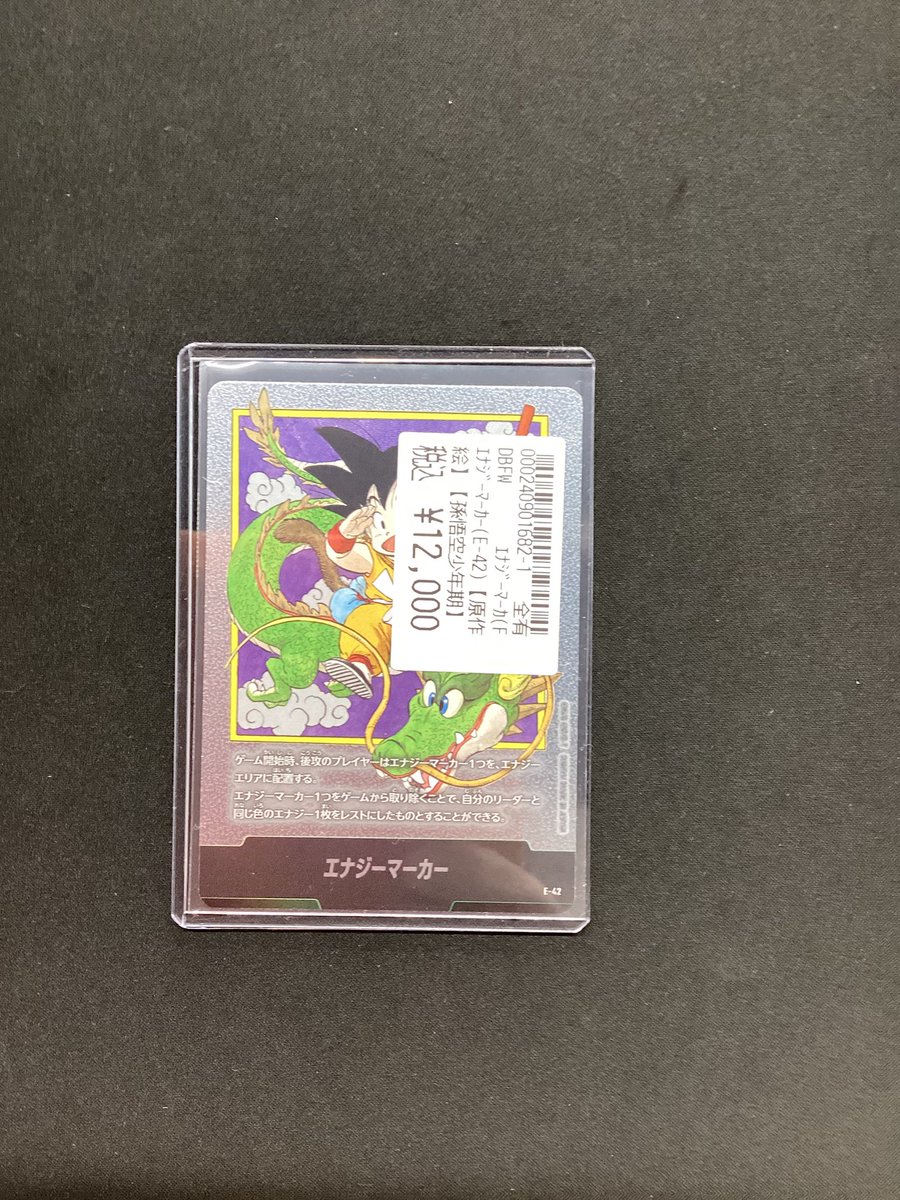 0000240901682-1 全有
DBFW ｴﾅｼﾞｰﾏｰｶ(F
ｴﾅｼﾞｰﾏｰｶｰ(E-42)【原作
絵】【孫悟空少年期】
税込 ¥12,000
ゲーム開始時、後攻のプレイヤーはエナジーマーカー1つを、エナジー
エリアに配置する。
エナジーマーカー1つをゲームから取り除くことで、自分のリーダーと
同じ色のエナジー1枚をレストにしたものとすることができる。
エナジーマーカー
E-42